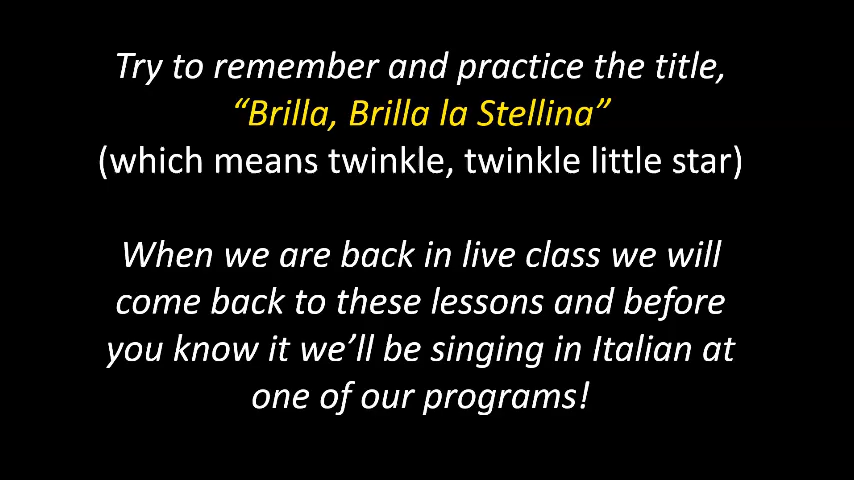 Try to remember and practice the title,
“Brilla, Brilla la Stellina”
(which means twinkle, twinkle little star)
When we are back in live class we will
come back to these lessons and before
you know it we’ll be singing in Italian at
one of our programs!